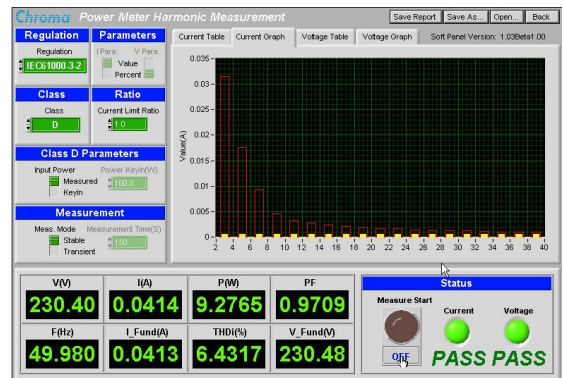 Chroma Power Meter Harmonic Measurement
Save Report Save As... Open... Back
Regulation
Regulation
IEC61000-3-2
Parameters
I Para. V Para.
Value
Percent
Class
Class
D
Ratio
Current Limit Ratio
1.0
Class D Parameters
Input Power
Measured
Keyin
Power Keyin(W)
100.0
Measurement
Meas. Mode
Stable
Transient
Measurement Time(S)
150
Current Table Current Graph Voltage Table Voltage Graph Soft Panel Version: 1.03Beta1.00
Value(A)
0.035
0.03
0.025
0.02
0.015
0.01
0.005
0
2 4 6 8 10 12 14 16 18 20 22 24 26 28 30 32 34 36 38 40
V(V) I(A) P(W) PF
230.40 0.0414 9.2765 0.9709
F(Hz) I_Fund(A) THDi(%) V_Fund(V)
49.980 0.0413 6.4317 230.48
Status
Measure Start
OFF
Current
PASS
Voltage
PASS